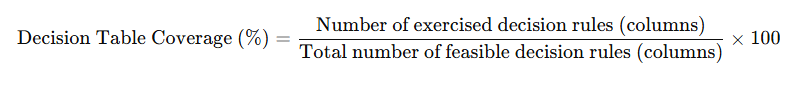 Decision Table Coverage (%) = Number of exercised decision rules (columns) / Total number of feasible decision rules (columns) × 100